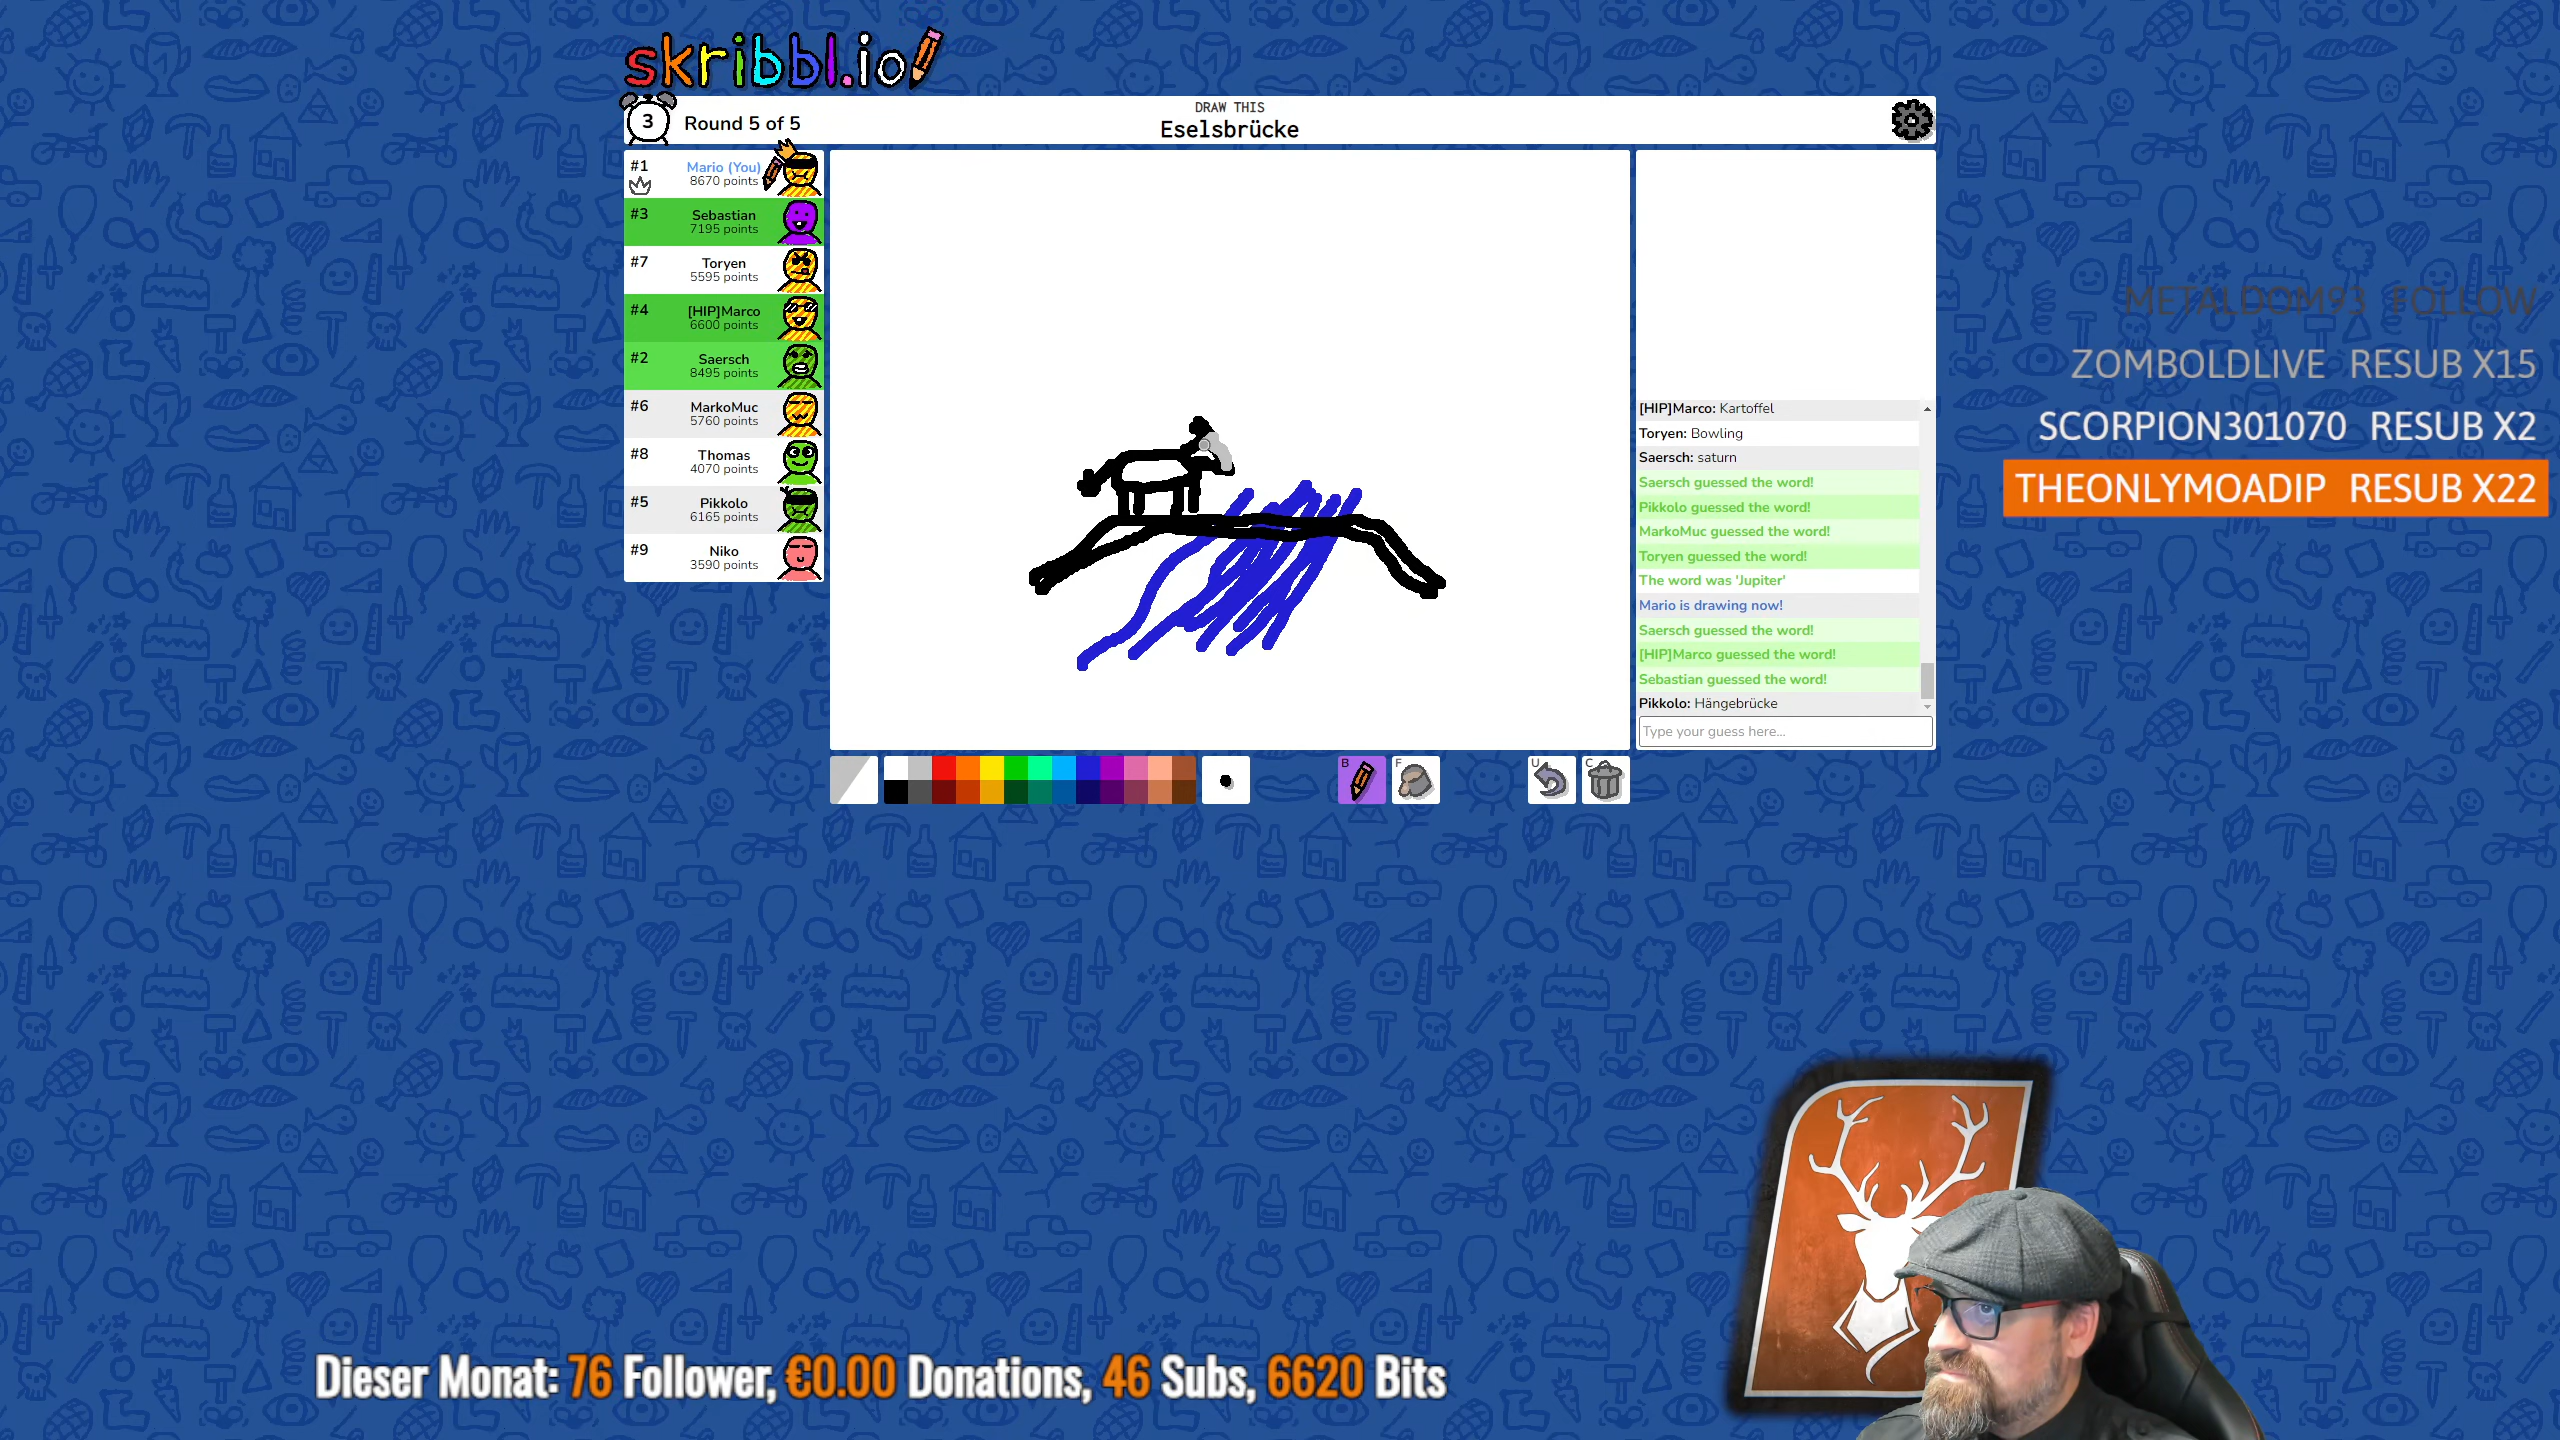 skribbl.io
3
Round 5 of 5
DRAW THIS
Eselsbrücke
#1
Mario (You)
8670 points
#3
Sebastian
7195 points
#7
Toryen
5595 points
#4
[HIP]Marco
6600 points
#2
Saersch
8495 points
#6
MarkoMuc
5760 points
#8
Thomas
4070 points
#5
Pikkolo
6165 points
#9
Niko
3590 points
[HIP]Marco: Kartoffel
Toryen: Bowling
Saersch: saturn
Saersch guessed the word!
Pikkolo guessed the word!
MarkoMuc guessed the word!
Toryen guessed the word!
The word was 'Jupiter'
Mario is drawing now!
Saersch guessed the word!
[HIP]Marco guessed the word!
Sebastian guessed the word!
Pikkolo: Hängebrücke
Type your guess here...
B
F
U
C
METALDOM93 FOLLOW
ZOMBOLDLIVE RESUB X15
SCORPION301070 RESUB X2
THEONLYMOADIP RESUB X22
Dieser Monat: 76 Follower, €0.00 Donations, 46 Subs, 6620 Bits